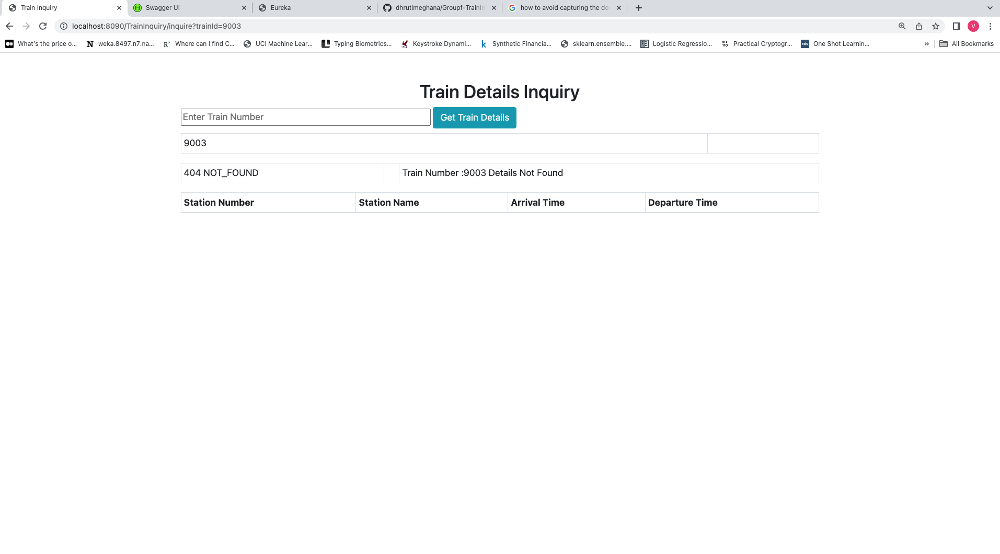 Train Inquiry
Swagger UI
Eureka
dhrutimeghana/Groupf-TrainIn
how to avoid capturing the do
localhost:8090/TrainInquiry/inquire?trainId=9003
V
What's the price o...
N weka.8497.n7.na...
R⁶ Where can I find C...
UCI Machine Lear...
Typing Biometrics...
Keystroke Dynami...
k Synthetic Financia...
sklearn.ensemble....
Logistic Regressio...
Practical Cryptogr...
tds One Shot Learnin...
»
All Bookmarks
Train Details Inquiry
Enter Train Number Get Train Details
9003
404 NOT_FOUND Train Number :9003 Details Not Found
Station Number Station Name Arrival Time Departure Time